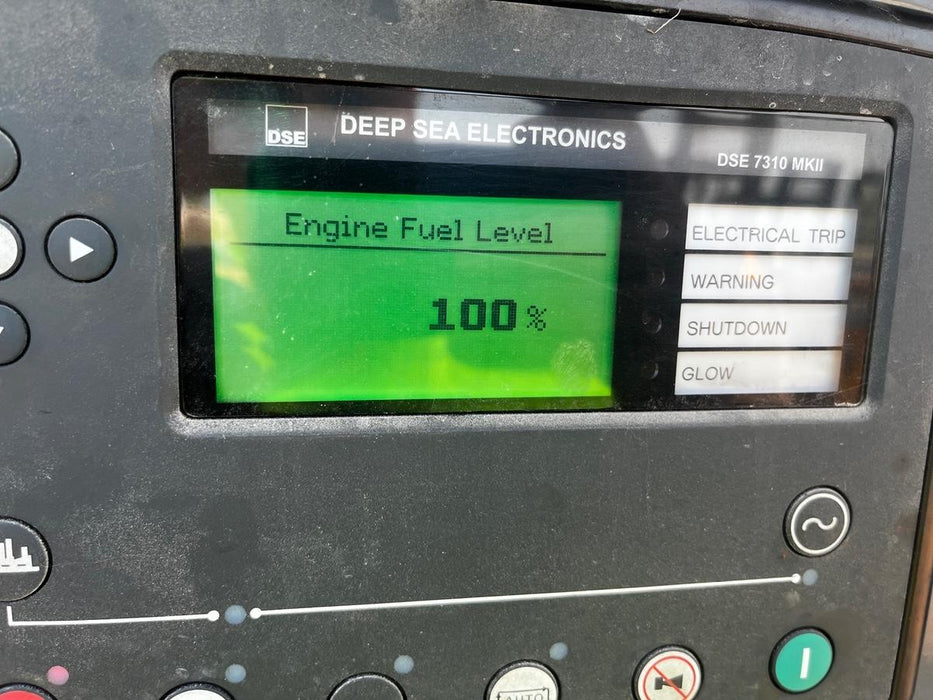 DSE DEEP SEA ELECTRONICS
DSE 7310 MKII
Engine Fuel Level
100%
ELECTRICAL TRIP
WARNING
SHUTDOWN
GLOW
AUTO